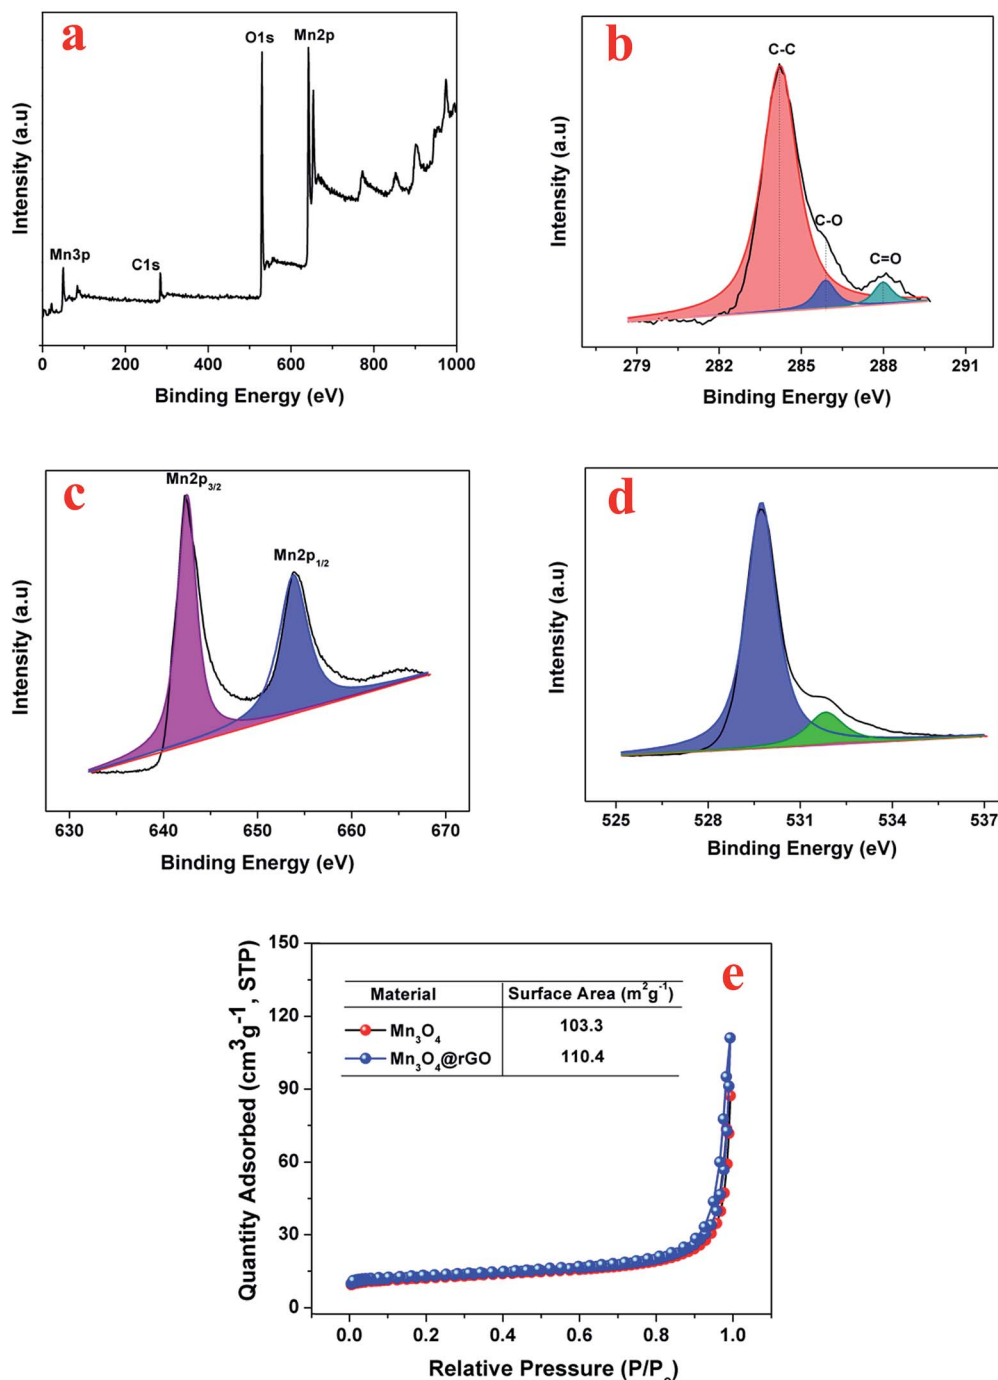 a
O1s
Mn2p
Mn3p
C1s
Intensity (a.u)
0 200 400 600 800 1000
Binding Energy (eV)
b
C-C
C-O
C=O
Intensity (a.u)
279 282 285 288 291
Binding Energy (eV)
c
Mn2p3/2
Mn2p1/2
Intensity (a.u)
630 640 650 660 670
Binding Energy (eV)
d
Intensity (a.u)
525 528 531 534 537
Binding Energy (eV)
e
Quantity Adsorbed (cm³g⁻¹, STP)
150
120
90
60
30
0
Material Surface Area (m²g⁻¹)
Mn₃O₄ 103.3
Mn₃O₄@rGO 110.4
0.0 0.2 0.4 0.6 0.8 1.0
Relative Pressure (P/P₀)